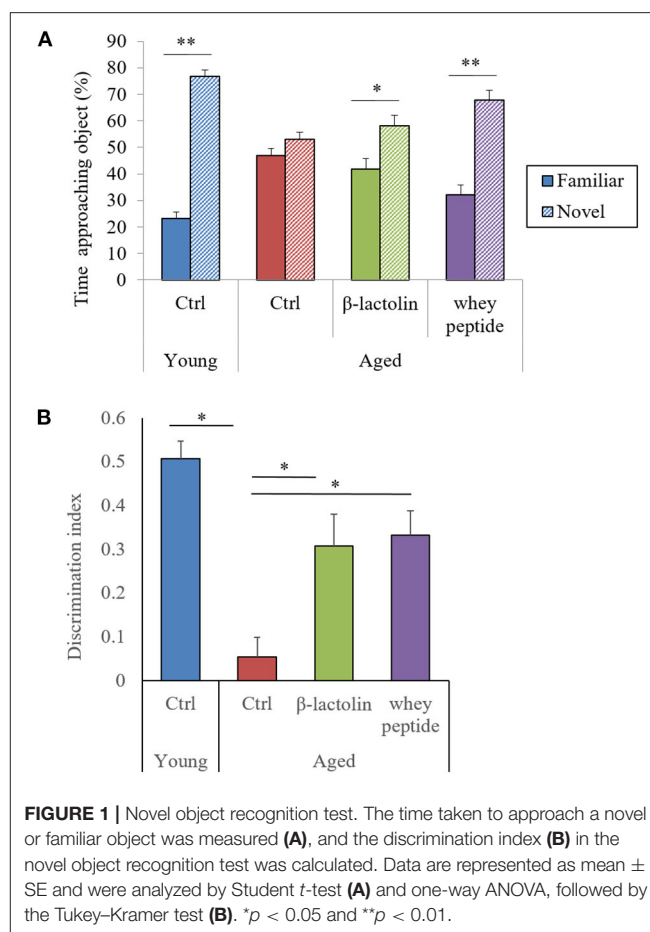 A
Time approaching object (%)
90
80
70
60
50
40
30
20
10
0
**
*
**
Familiar
Novel
Ctrl
Ctrl
β-lactolin
whey
peptide
Young
Aged
B
Discrimination index
0.6
0.5
0.4
0.3
0.2
0.1
0
*
*
*
Ctrl
Ctrl
β-lactolin
whey
peptide
Young
Aged
FIGURE 1 | Novel object recognition test. The time taken to approach a novel
or familiar object was measured (A), and the discrimination index (B) in the
novel object recognition test was calculated. Data are represented as mean ±
SE and were analyzed by Student t-test (A) and one-way ANOVA, followed by
the Tukey–Kramer test (B). *p < 0.05 and **p < 0.01.